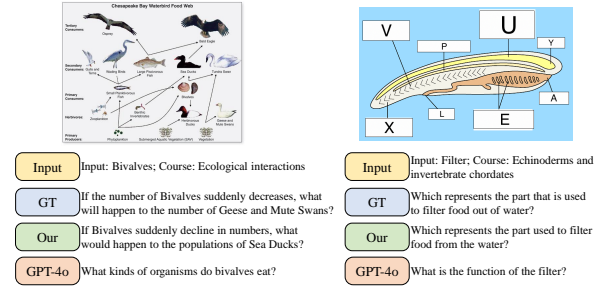 Chesapeake Bay Waterbird Food Web
Tertiary
Consumers
Osprey
Bald Eagle
Secondary
Consumers
Gulls and
Terns
Wading Birds
Large Piscivorous
Fish
Sea Ducks
Tundra Swan
Primary
Consumers
Small Planktivorous
Fish
Bivalves
Herbivores
Zooplankton
Benthic
Invertebrates
Herbivorous
Ducks
Geese and
Mute Swans
Primary
Producers
Phytoplankton
Submerged Aquatic Vegetation (SAV)
Vegetation
V
P
U
Y
X
L
E
A
Input
Input: Bivalves; Course: Ecological interactions
GT
If the number of Bivalves suddenly decreases, what
will happen to the number of Geese and Mute Swans?
Our
If Bivalves suddenly decline in numbers, what
would happen to the populations of Sea Ducks?
GPT-4o
What kinds of organisms do bivalves eat?
Input
Input: Filter; Course: Echinoderms and
invertebrate chordates
GT
Which represents the part that is used
to filter food out of water?
Our
Which represents the part used to filter
food from the water?
GPT-4o
What is the function of the filter?